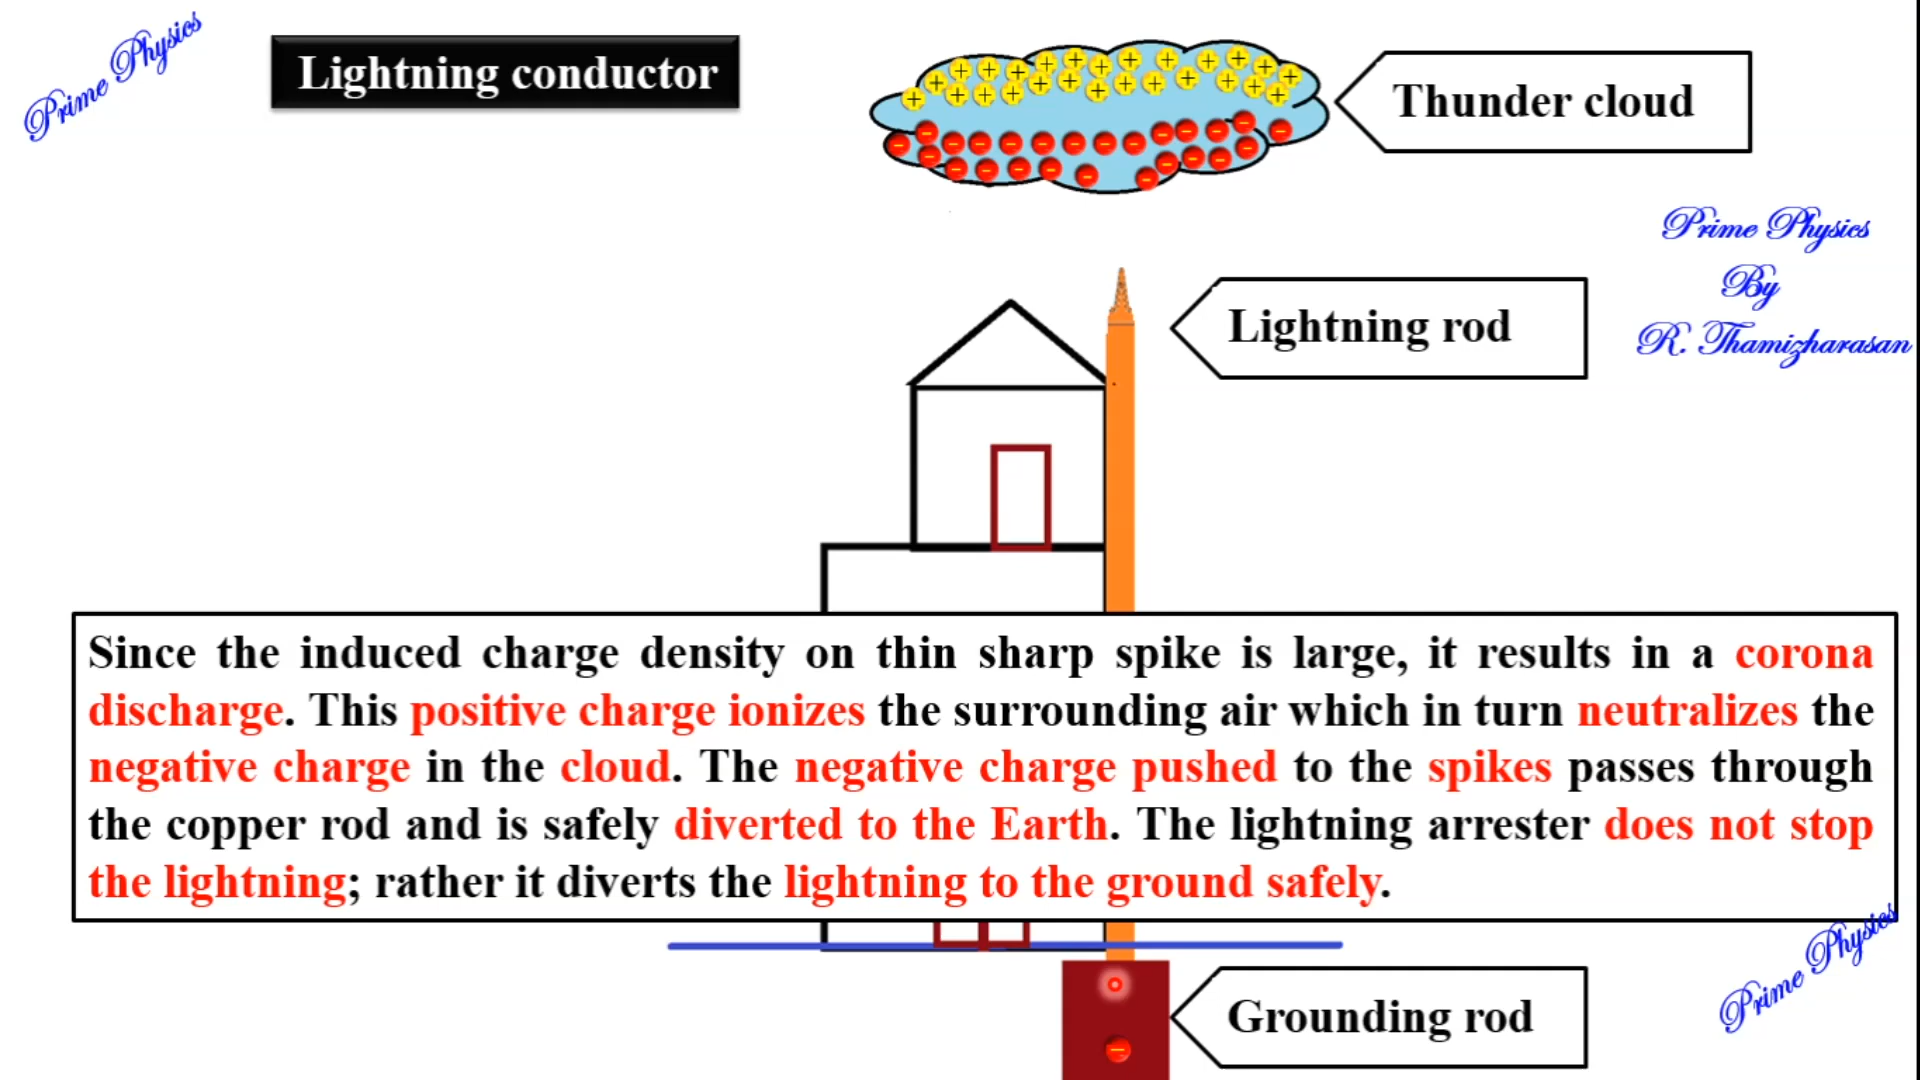 Prime Physics
Lightning conductor
Thunder cloud
Prime Physics
By
R. Thamizharasan
Lightning rod
Since the induced charge density on thin sharp spike is large, it results in a corona
discharge. This positive charge ionizes the surrounding air which in turn neutralizes the
negative charge in the cloud. The negative charge pushed to the spikes passes through
the copper rod and is safely diverted to the Earth. The lightning arrester does not stop
the lightning; rather it diverts the lightning to the ground safely.
Prime Physics
Grounding rod